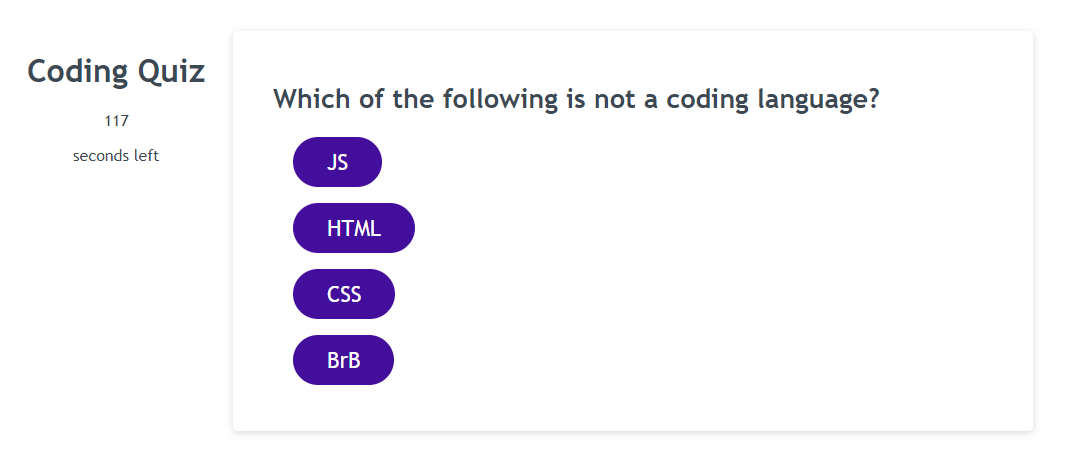 Coding Quiz
117
seconds left
Which of the following is not a coding language?
JS
HTML
CSS
BrB